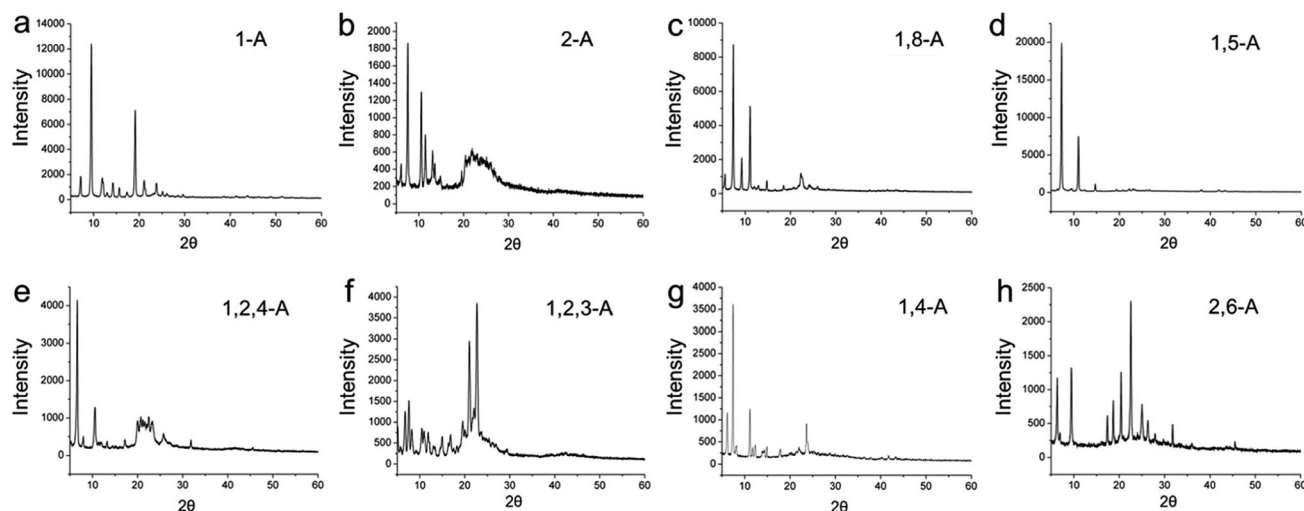 a
1-A
Intensity
14000
12000
10000
8000
6000
4000
2000
0
10 20 30 40 50 60
2θ
b
2-A
Intensity
2000
1800
1600
1400
1200
1000
800
600
400
200
0
10 20 30 40 50 60
2θ
c
1,8-A
Intensity
10000
8000
6000
4000
2000
0
10 20 30 40 50 60
2θ
d
1,5-A
Intensity
20000
15000
10000
5000
0
10 20 30 40 50 60
2θ
e
1,2,4-A
Intensity
4000
3000
2000
1000
0
10 20 30 40 50 60
2θ
f
1,2,3-A
Intensity
4000
3500
3000
2500
2000
1500
1000
500
0
10 20 30 40 50 60
2θ
g
1,4-A
Intensity
4000
3500
3000
2500
2000
1500
1000
500
0
10 20 30 40 50 60
2θ
h
2,6-A
Intensity
2500
2000
1500
1000
500
0
10 20 30 40 50 60
2θ